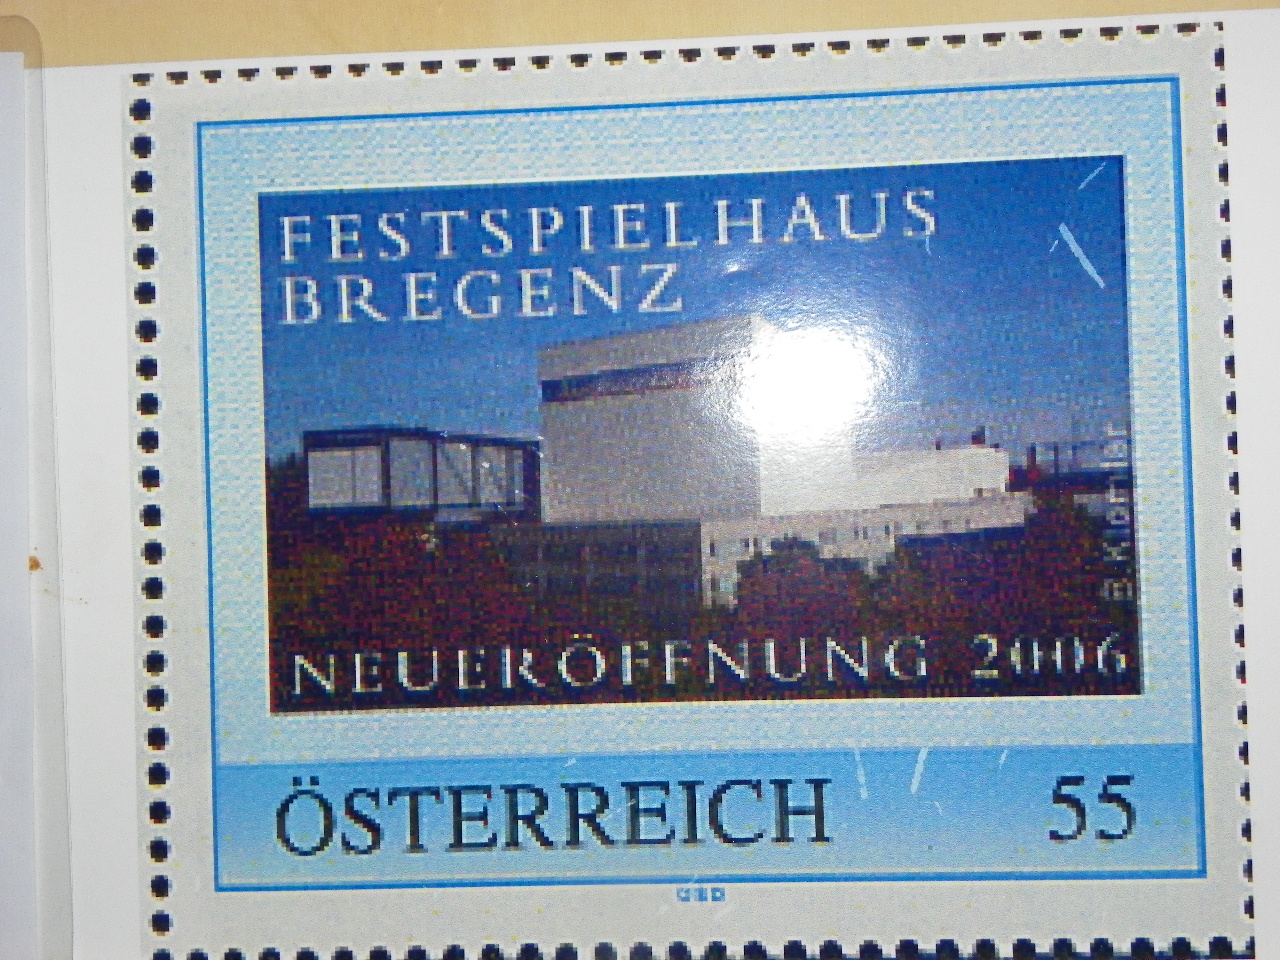 FESTSPIELHAUS
BREGENZ
NEUERÖFFNUNG 2006
ÖSTERREICH 55